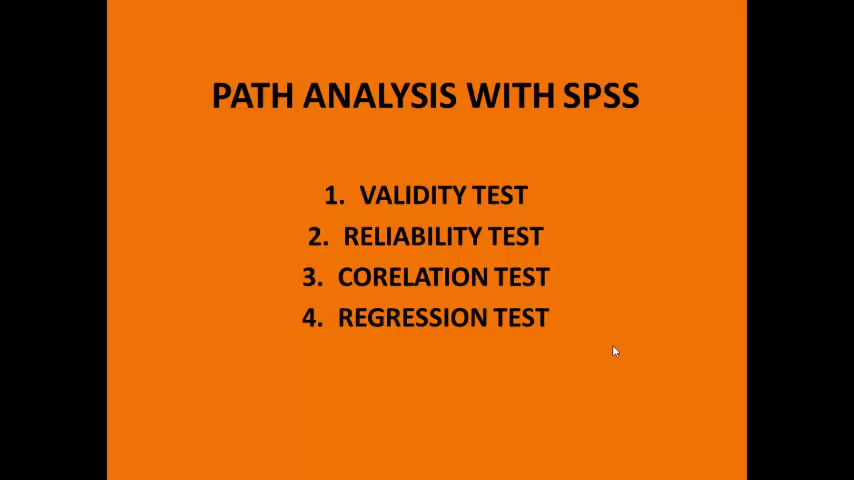 PATH ANALYSIS WITH SPSS
1. VALIDITY TEST
2. RELIABILITY TEST
3. CORELATION TEST
4. REGRESSION TEST